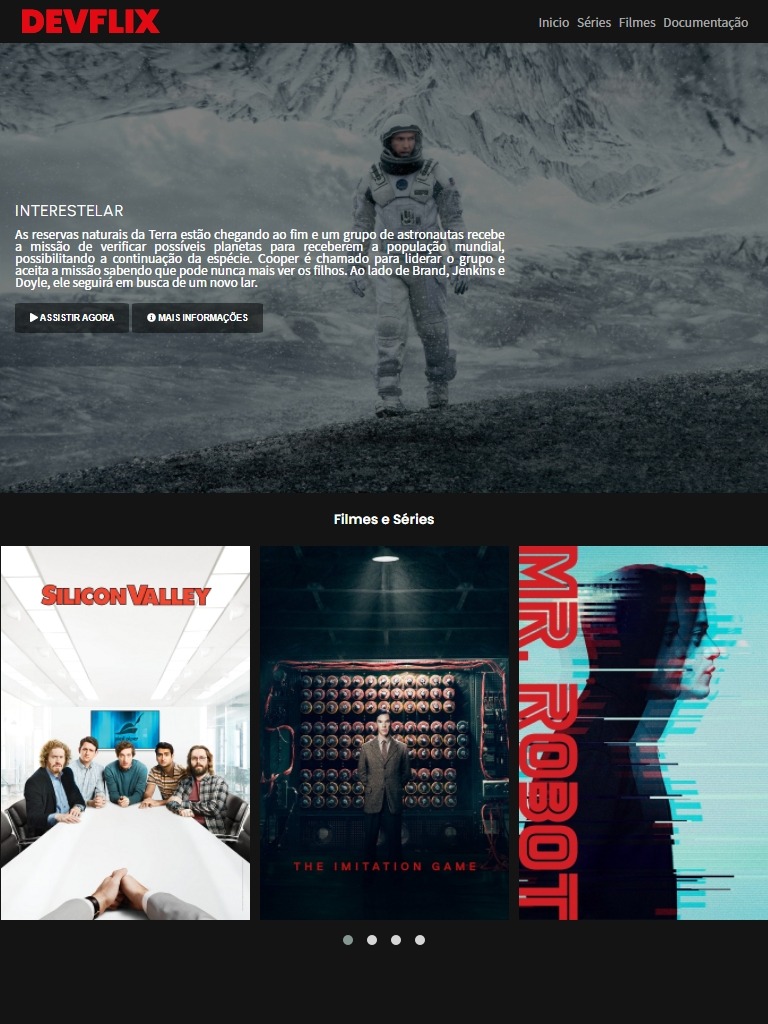 DEVFLIX
Inicio Séries Filmes Documentação
INTERESTELAR
As reservas naturais da Terra estão chegando ao fim e um grupo de astronautas recebe
a missão de verificar possíveis planetas para receberem a população mundial,
possibilitando a continuação da espécie. Cooper é chamado para liderar o grupo e
aceita a missão sabendo que pode nunca mais ver os filhos. Ao lado de Brand, Jenkins e
Doyle, ele seguirá em busca de um novo lar.
ASSISTIR AGORA MAIS INFORMAÇÕES
Filmes e Séries
SILICON VALLEY
THE IMITATION GAME
MR. ROBOT